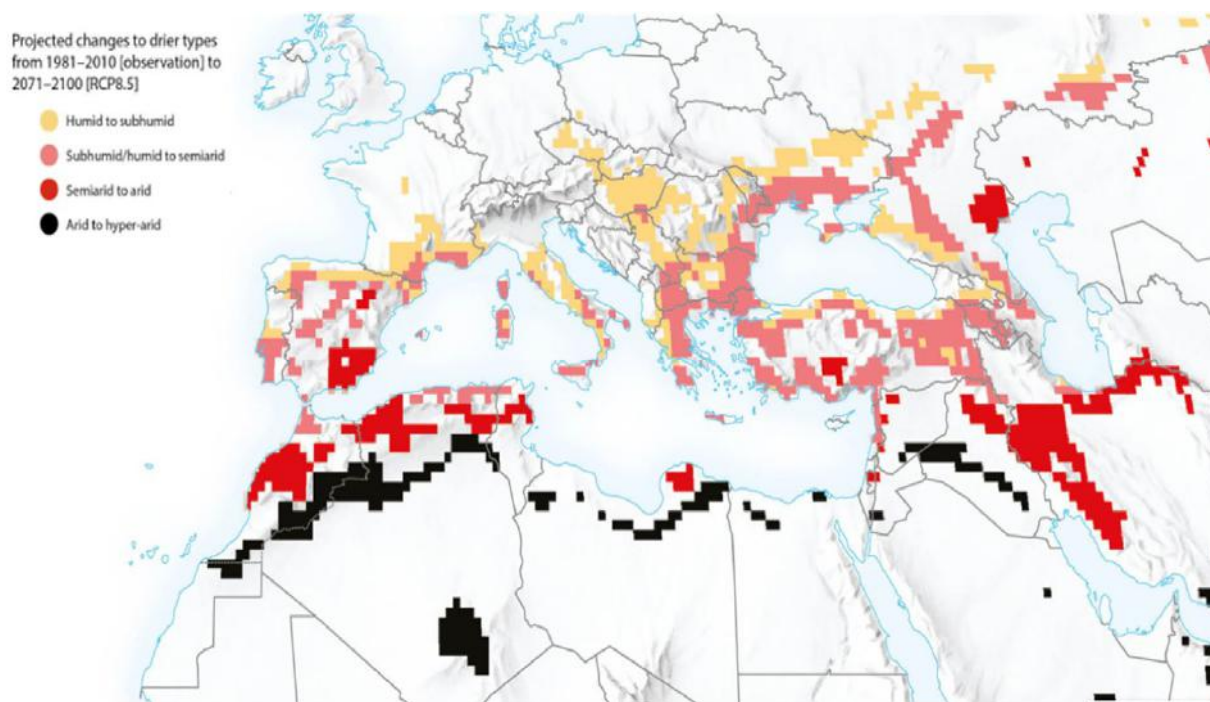 Projected changes to drier types
from 1981–2010 [observation] to
2071–2100 [RCP8.5]
Humid to subhumid
Subhumid/humid to semiarid
Semiarid to arid
Arid to hyper-arid